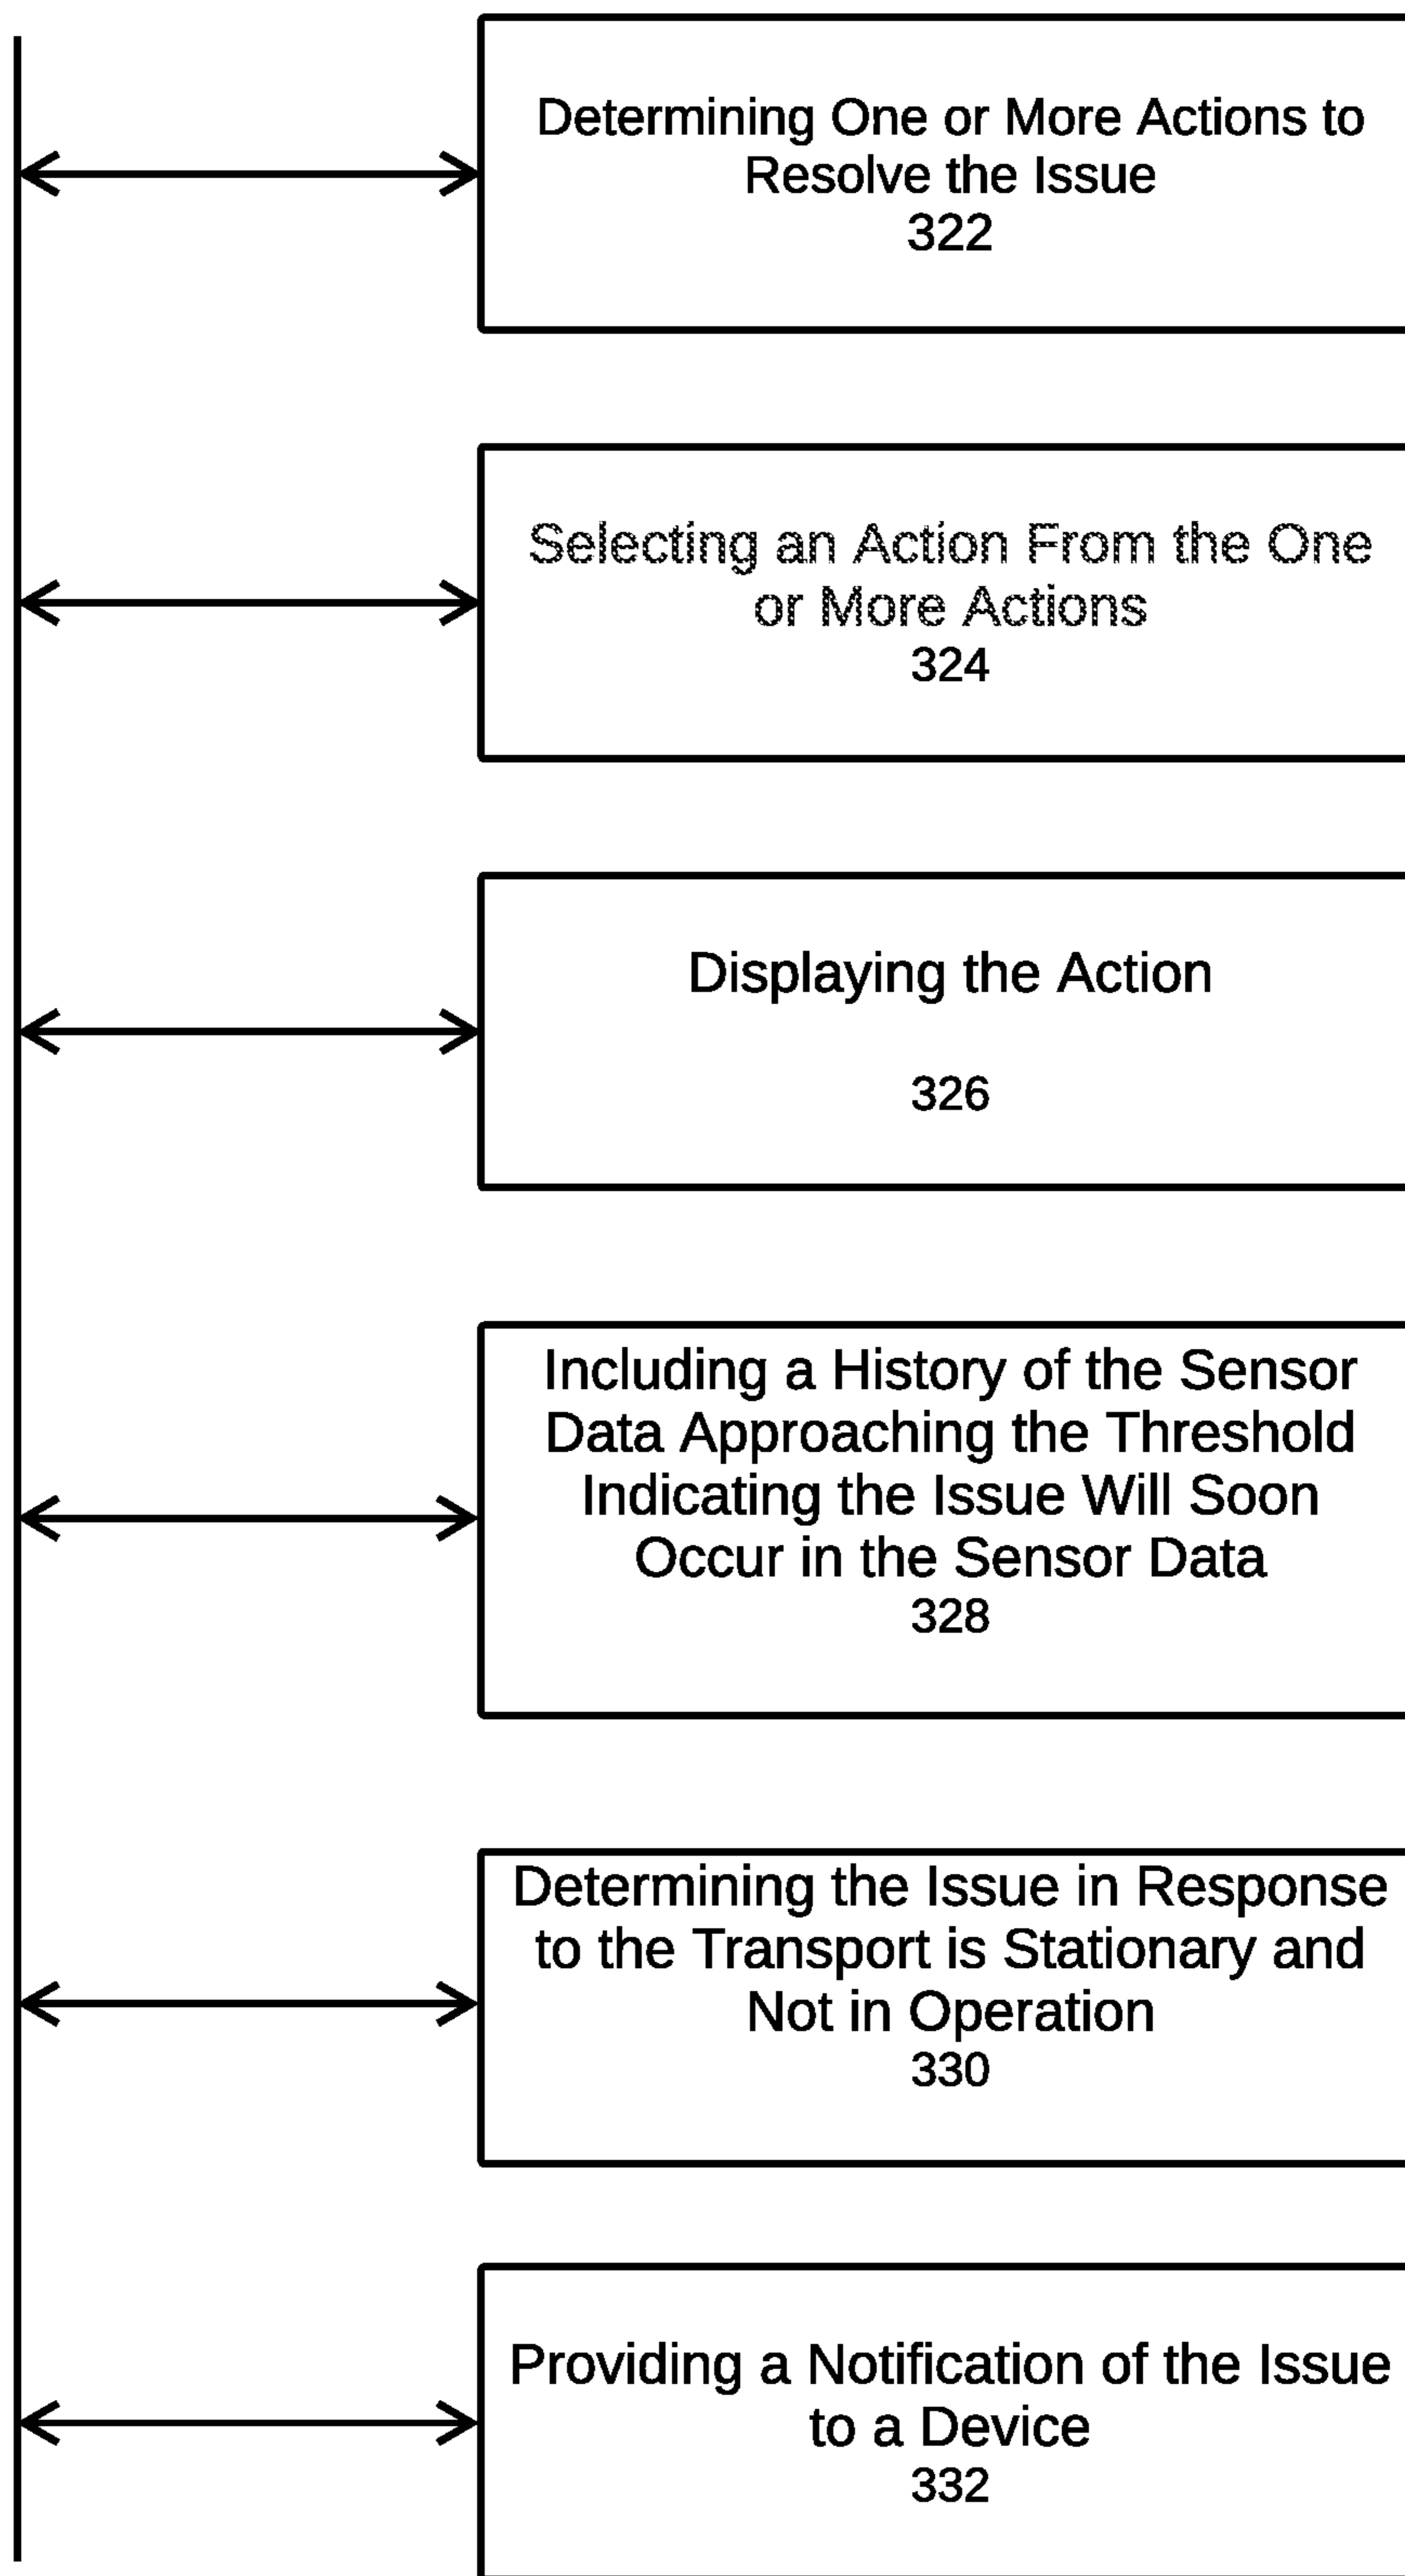 Determining One or More Actions to
Resolve the Issue
322
Selecting an Action From the One
or More Actions
324
Displaying the Action
326
Including a History of the Sensor
Data Approaching the Threshold
Indicating the Issue Will Soon
Occur in the Sensor Data
328
Determining the Issue in Response
to the Transport is Stationary and
Not in Operation
330
Providing a Notification of the Issue
to a Device
332